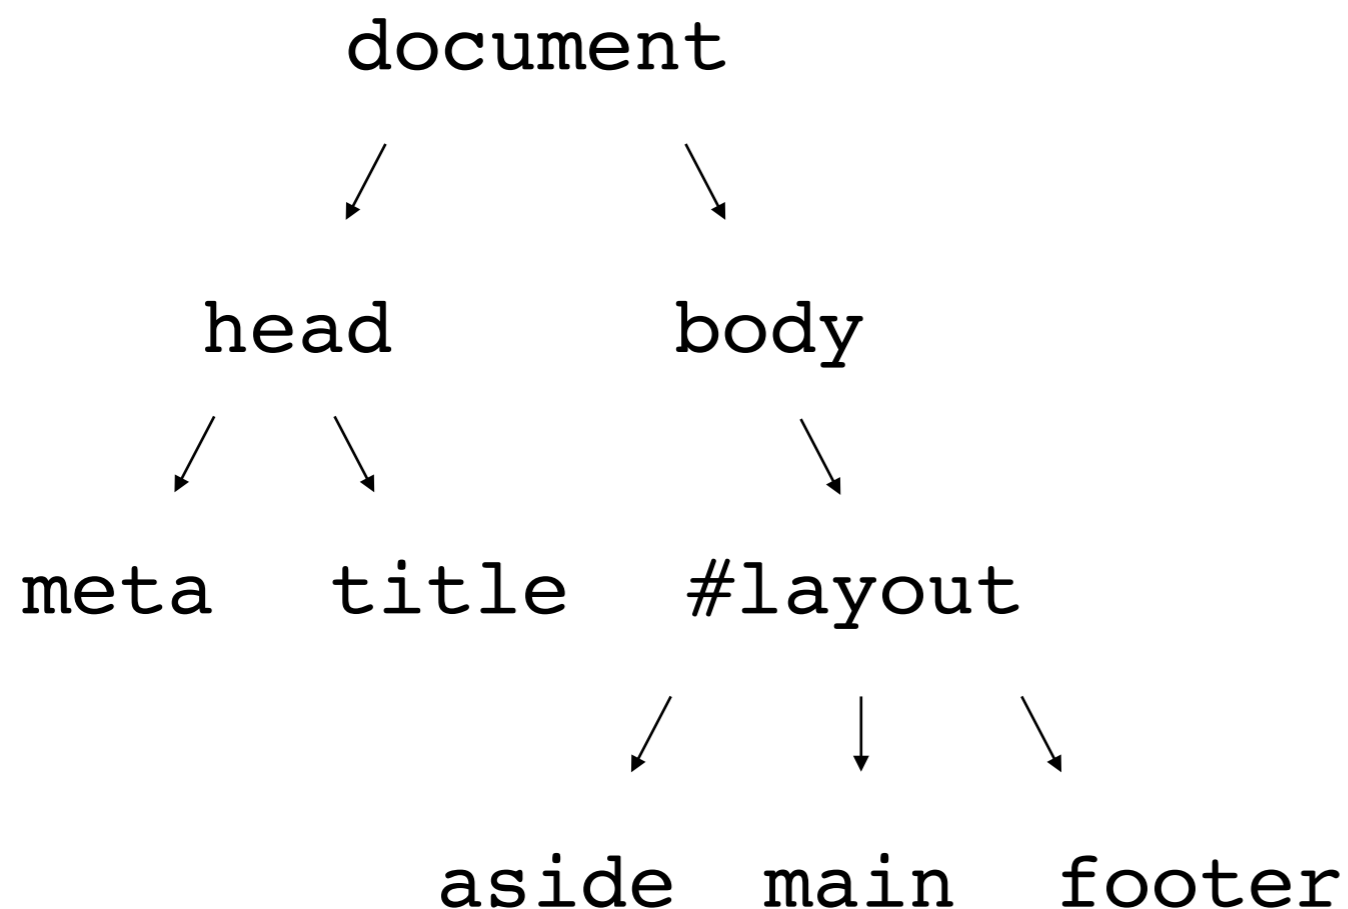 document
head body
meta title #layout
aside main footer